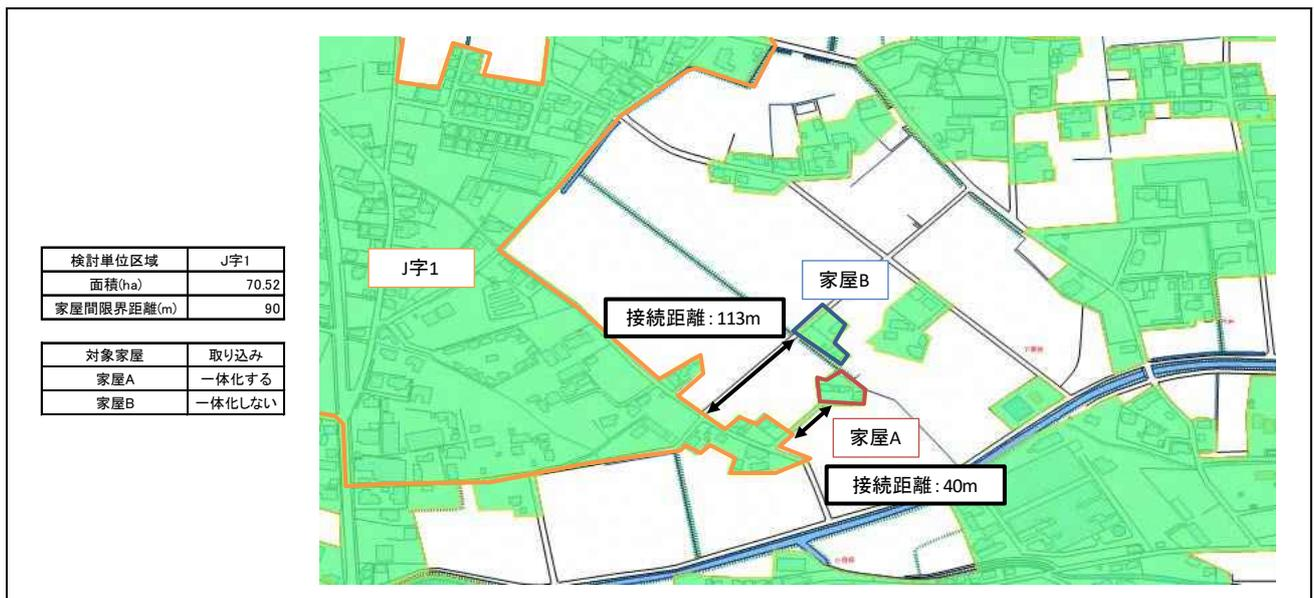 検討単位区域 J字1
面積(ha) 70.52
家屋間限界距離(m) 90
対象家屋 取り込み
家屋A 一体化する
家屋B 一体化しない
J字1
家屋B
接続距離:113m
家屋A
接続距離:40m